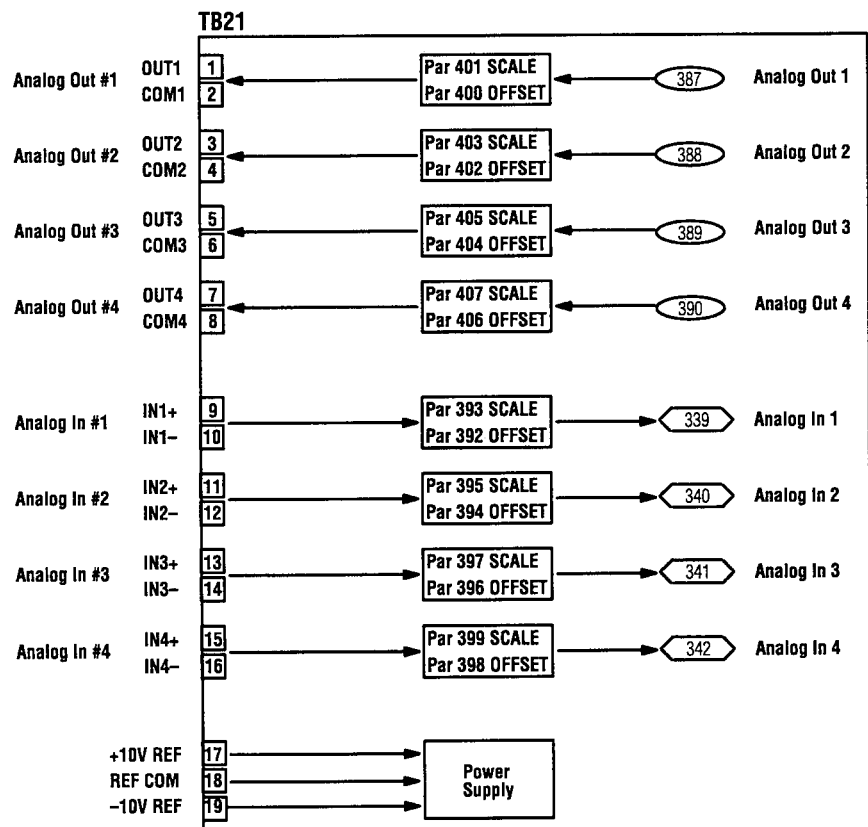 TB21
Analog Out #1 OUT1 1 Par 401 SCALE 387 Analog Out 1
COM1 2 Par 400 OFFSET
Analog Out #2 OUT2 3 Par 403 SCALE 388 Analog Out 2
COM2 4 Par 402 OFFSET
Analog Out #3 OUT3 5 Par 405 SCALE 389 Analog Out 3
COM3 6 Par 404 OFFSET
Analog Out #4 OUT4 7 Par 407 SCALE 390 Analog Out 4
COM4 8 Par 406 OFFSET
Analog In #1 IN1+ 9 Par 393 SCALE 339 Analog In 1
IN1– 10 Par 392 OFFSET
Analog In #2 IN2+ 11 Par 395 SCALE 340 Analog In 2
IN2– 12 Par 394 OFFSET
Analog In #3 IN3+ 13 Par 397 SCALE 341 Analog In 3
IN3– 14 Par 396 OFFSET
Analog In #4 IN4+ 15 Par 399 SCALE 342 Analog In 4
IN4– 16 Par 398 OFFSET
+10V REF 17
REF COM 18 Power
Supply
–10V REF 19